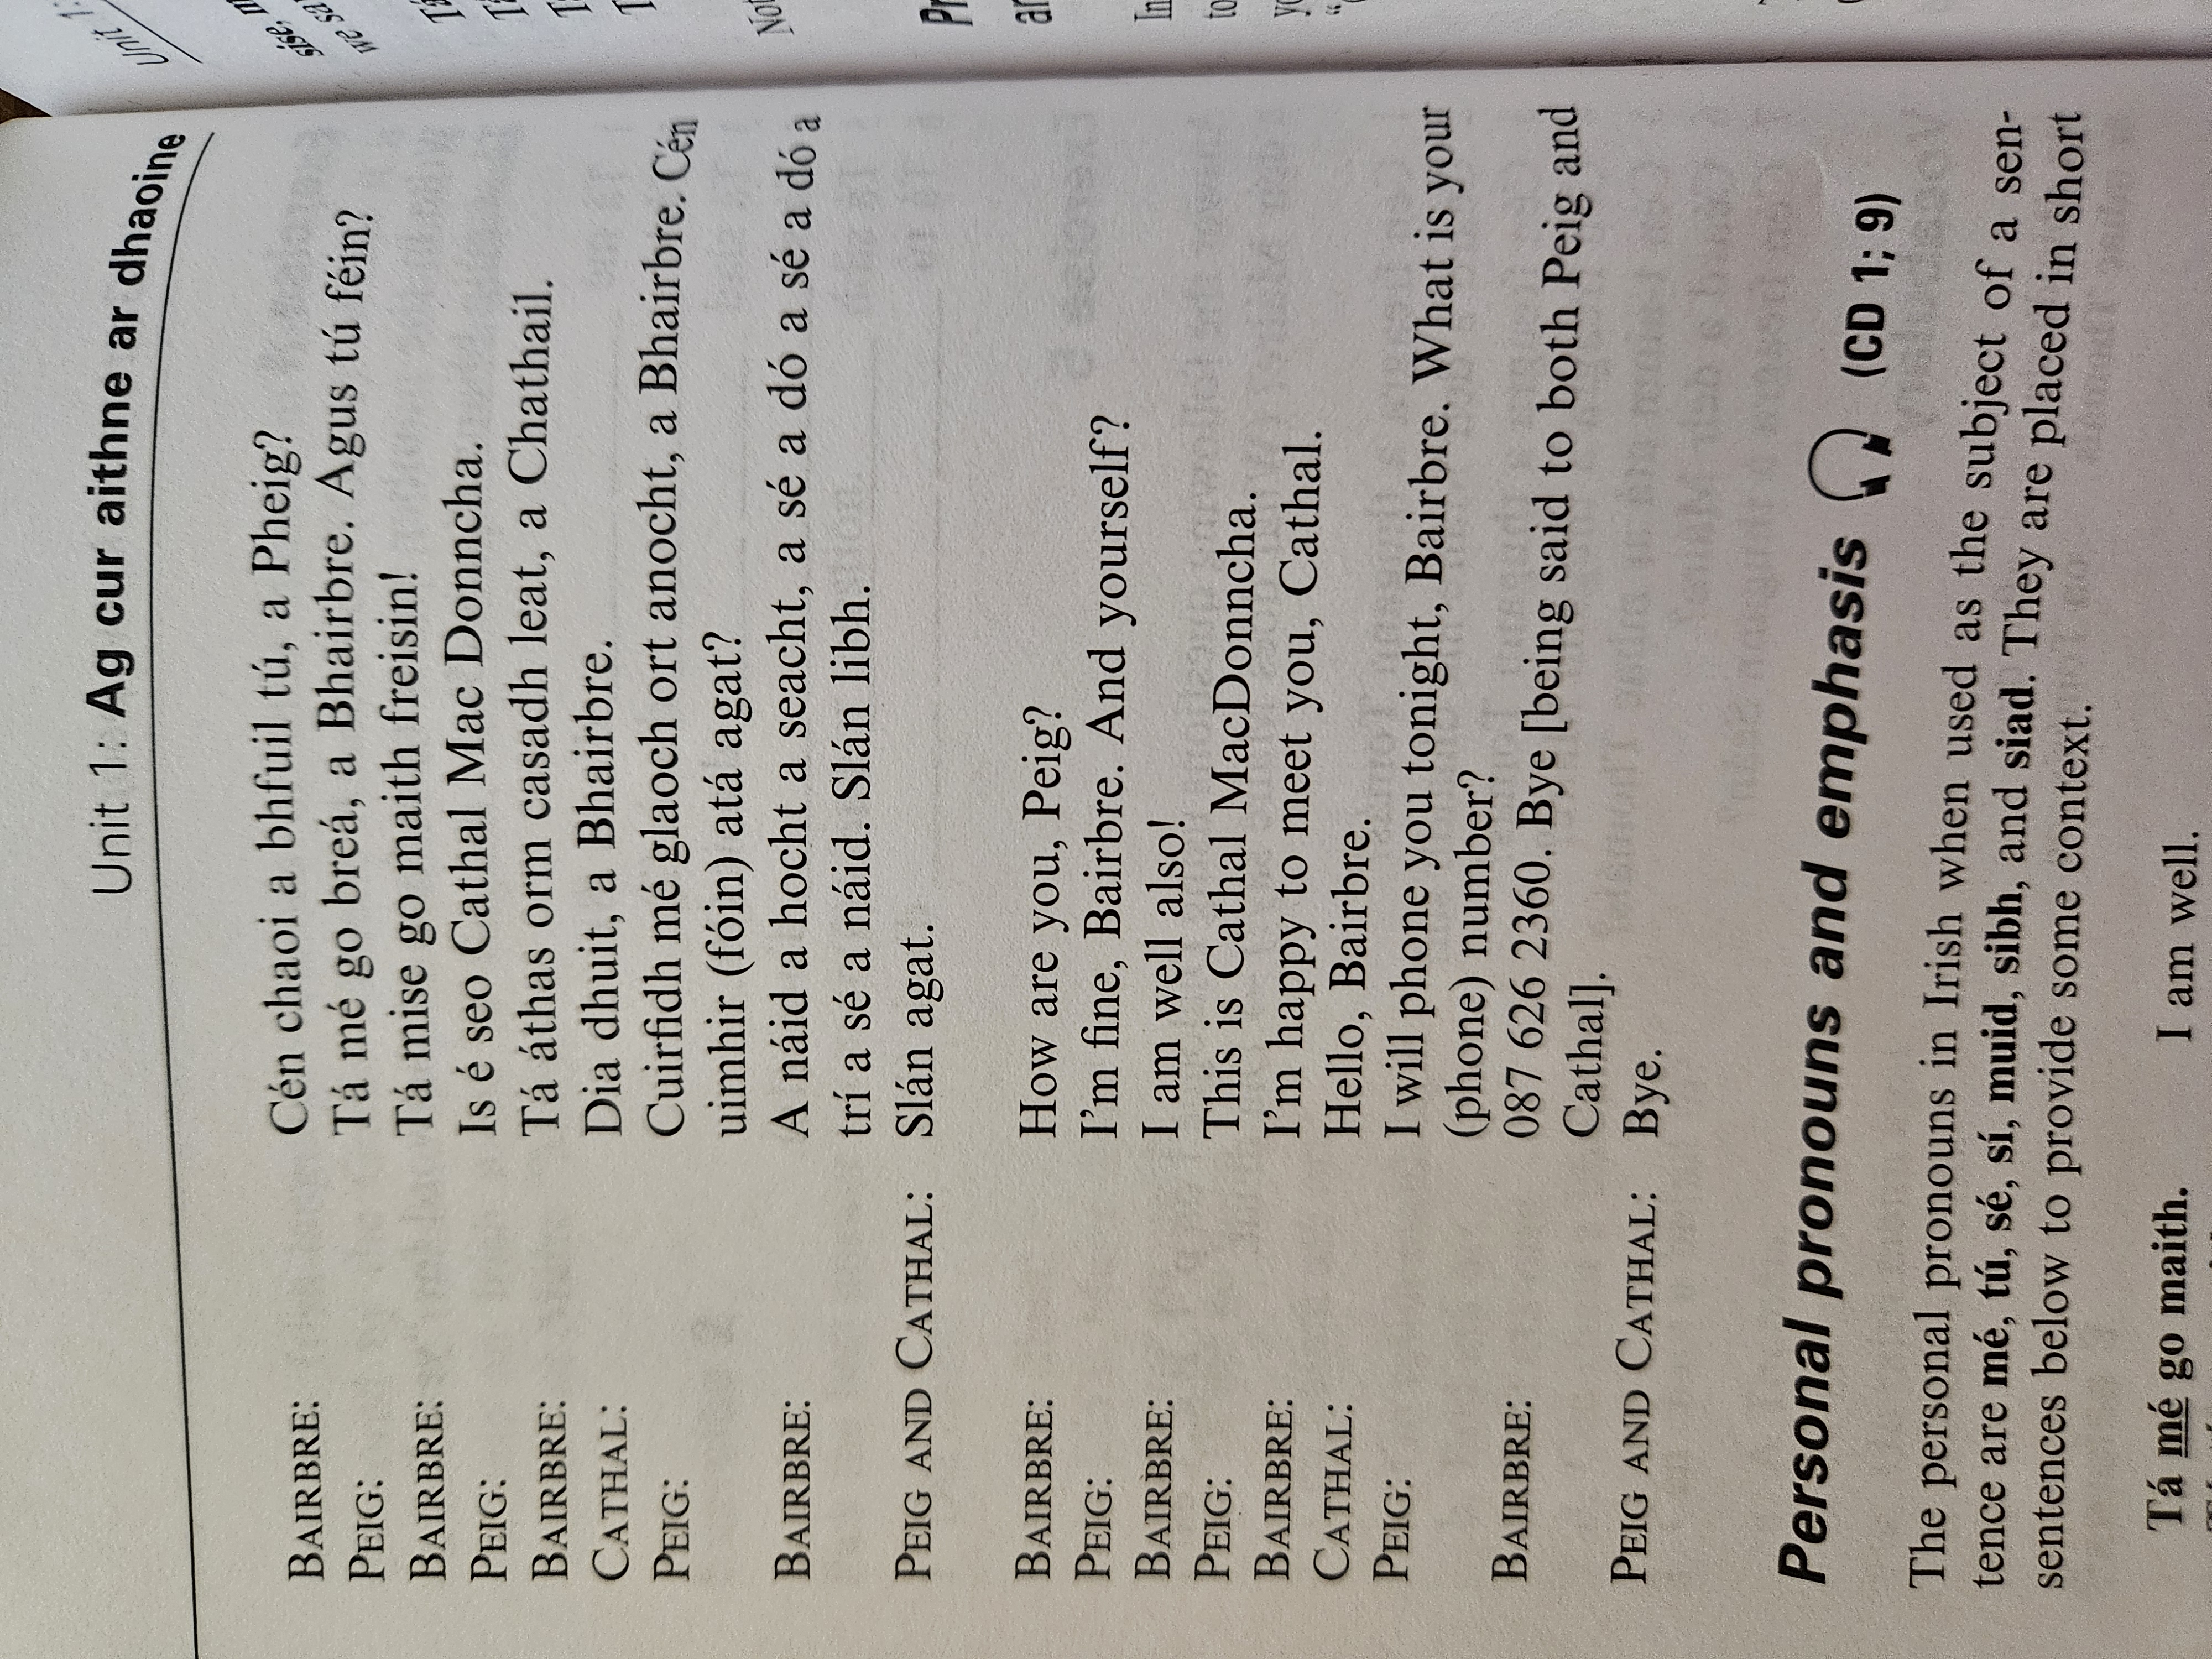 Unit 1: Ag cur aithne ar dhaoine
BAIRBRE: Cén chaoi a bhfuil tú, a Pheig?
PEIG: Tá mé go breá, a Bhairbre. Agus tú féin?
BAIRBRE: Tá mise go maith freisin!
PEIG: Is é seo Cathal Mac Donncha.
BAIRBRE: Tá áthas orm casadh leat, a Chathail.
CATHAL: Dia dhuit, a Bhairbre.
PEIG: Cuirfidh mé glaoch ort anocht, a Bhairbre. Cén
uimhir (fóin) atá agat?
BAIRBRE: A náid a hocht a seacht, a sé a dó a sé a dó a
trí a sé a náid. Slán libh.
PEIG AND CATHAL: Slán agat.
BAIRBRE: How are you, Peig?
PEIG: I'm fine, Bairbre. And yourself?
BAIRBRE: I am well also!
PEIG: This is Cathal MacDonncha.
BAIRBRE: I'm happy to meet you, Cathal.
CATHAL: Hello, Bairbre.
PEIG: I will phone you tonight, Bairbre. What is your
(phone) number?
BAIRBRE: 087 626 2360. Bye [being said to both Peig and
Cathal].
PEIG AND CATHAL: Bye.
Personal pronouns and emphasis (CD 1; 9)
The personal pronouns in Irish when used as the subject of a sen-
tence are mé, tú, sé, sí, muid, sibh, and siad. They are placed in short
sentences below to provide some context.
Tá mé go maith. I am well.
Unit 1:
sise,
we